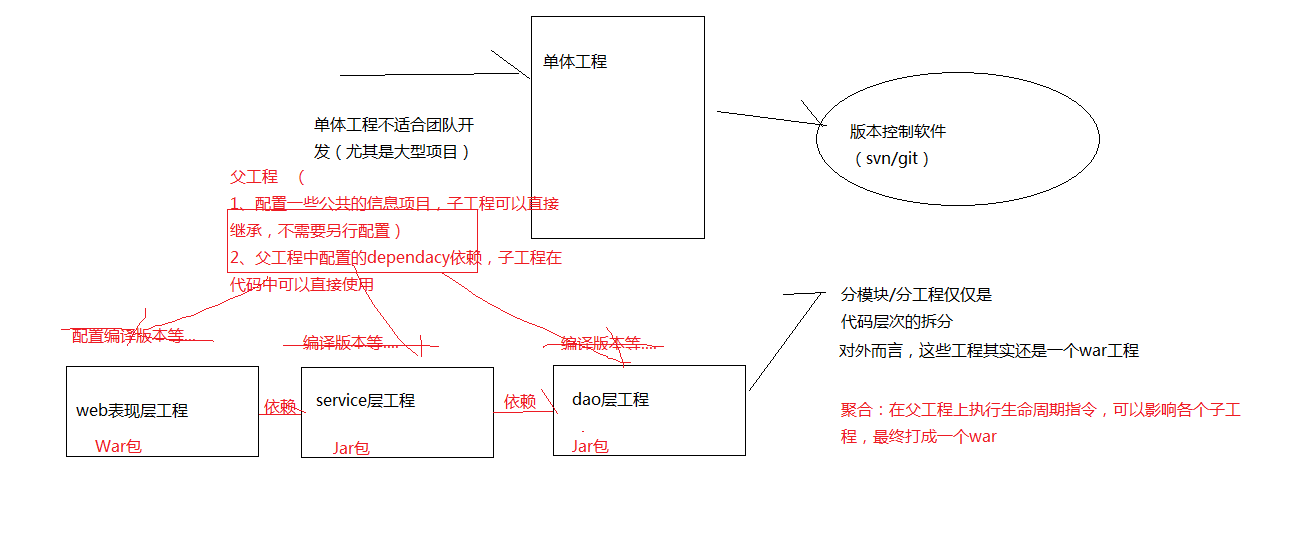 单体工程
单体工程不适合团队开
发（尤其是大型项目）
版本控制软件
（svn/git）
父工程 （
1、配置一些公共的信息项目，子工程可以直接
继承，不需要另行配置）
2、父工程中配置的dependacy依赖，子工程在
代码中可以直接使用
分模块/分工程仅仅是
代码层次的拆分
对外而言，这些工程其实还是一个war工程
配置编译版本等...
编译版本等...
编译版本等....
web表现层工程
War包
依赖
service层工程
Jar包
依赖
dao层工程
Jar包
聚合：在父工程上执行生命周期指令，可以影响各个子工
程，最终打成一个war